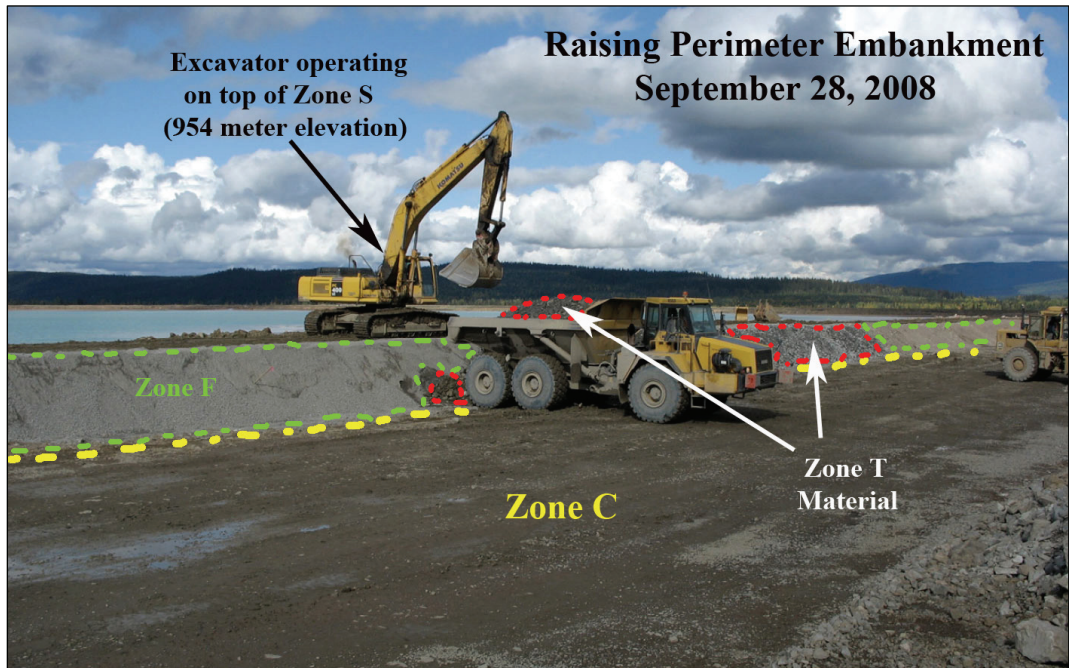 Raising Perimeter Embankment
September 28, 2008
Excavator operating
on top of Zone S
(954 meter elevation)
KOMATSU
Zone F
Zone T
Material
Zone C